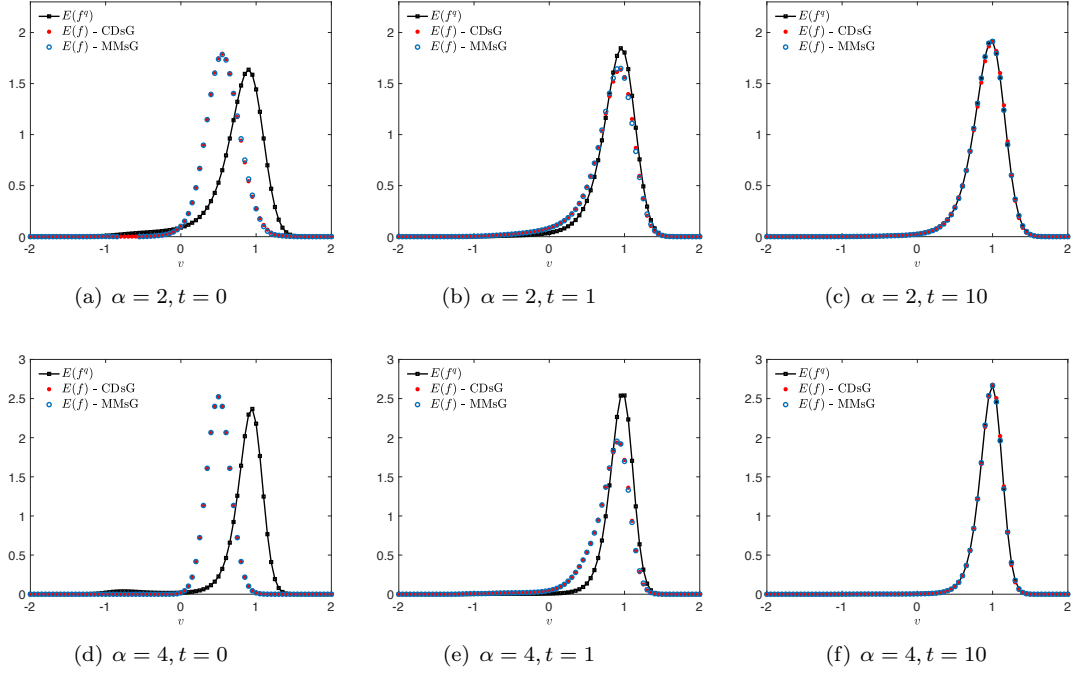 E(f^q)
E(f) - CDsG
E(f) - MMsG
2
1.5
1
0.5
0
-2 -1 0 1 2
v
(a) α = 2, t = 0
E(f^q)
E(f) - CDsG
E(f) - MMsG
2
1.5
1
0.5
0
-2 -1 0 1 2
v
(b) α = 2, t = 1
E(f^q)
E(f) - CDsG
E(f) - MMsG
2
1.5
1
0.5
0
-2 -1 0 1 2
v
(c) α = 2, t = 10
E(f^q)
E(f) - CDsG
E(f) - MMsG
3
2.5
2
1.5
1
0.5
0
-2 -1 0 1 2
v
(d) α = 4, t = 0
E(f^q)
E(f) - CDsG
E(f) - MMsG
3
2.5
2
1.5
1
0.5
0
-2 -1 0 1 2
v
(e) α = 4, t = 1
E(f^q)
E(f) - CDsG
E(f) - MMsG
3
2.5
2
1.5
1
0.5
0
-2 -1 0 1 2
v
(f) α = 4, t = 10